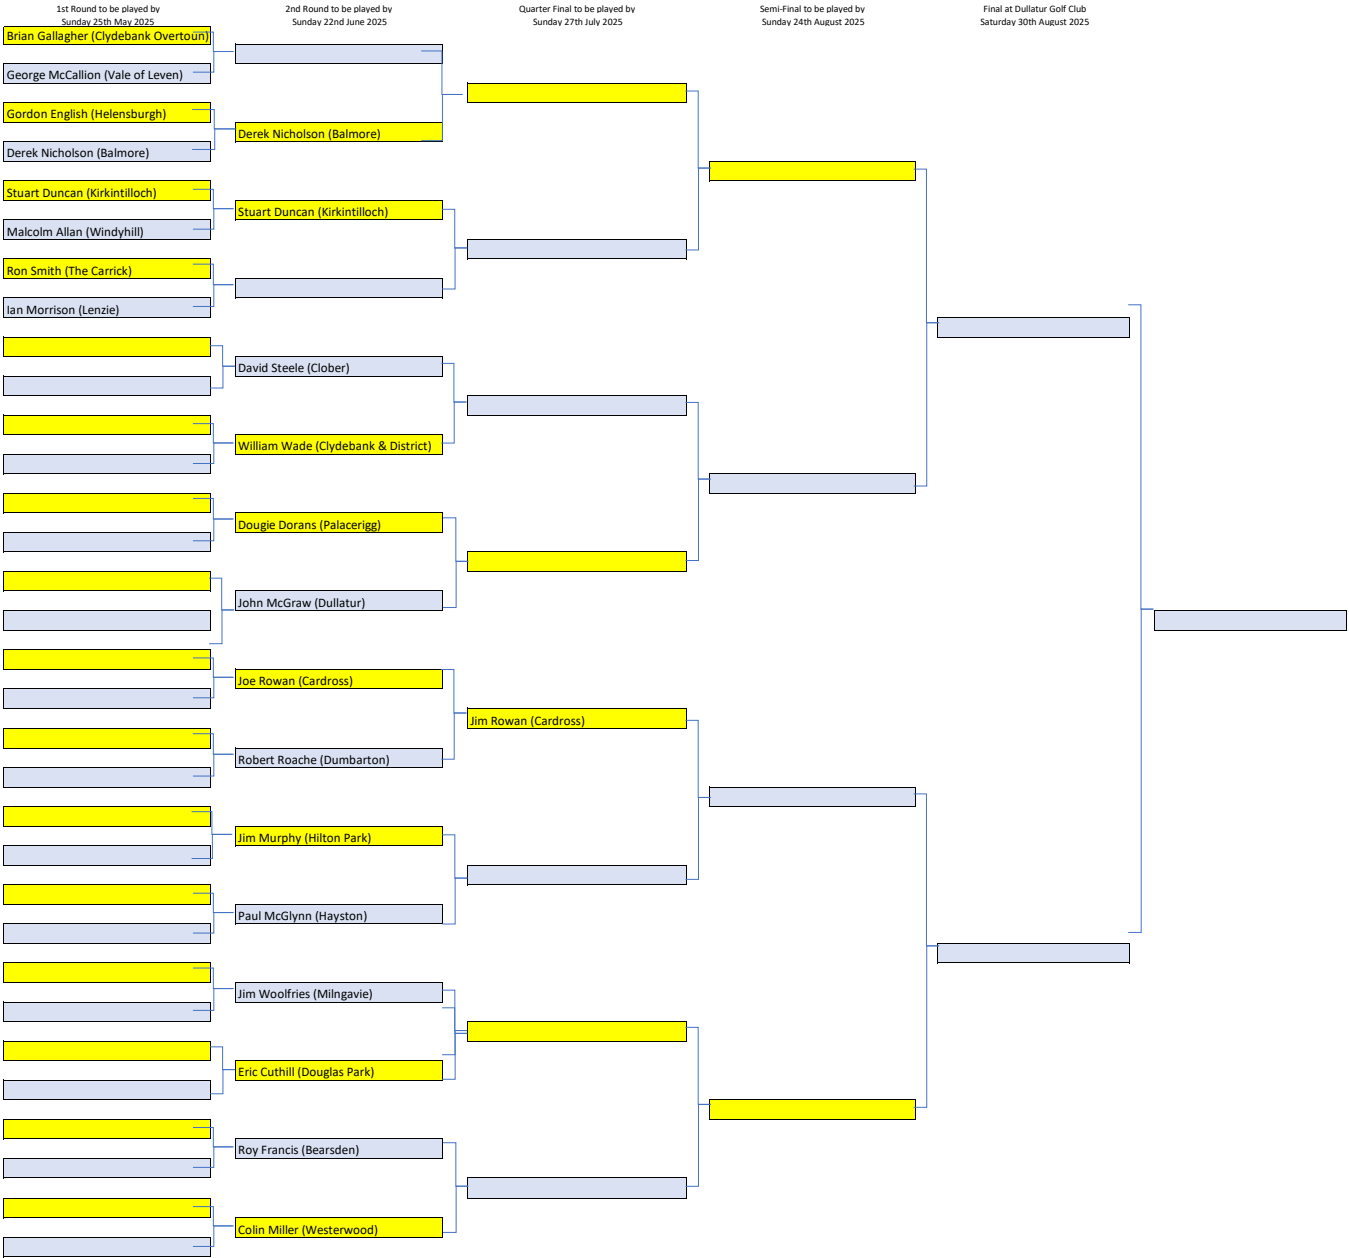 1st Round to be played by
Sunday 25th May 2025
2nd Round to be played by
Sunday 22nd June 2025
Quarter Final to be played by
Sunday 27th July 2025
Semi-Final to be played by
Sunday 24th August 2025
Final at Dullatur Golf Club
Saturday 30th August 2025
Brian Gallagher (Clydebank Overtoun)
George McCallion (Vale of Leven)
Gordon English (Helensburgh)
Derek Nicholson (Balmore)
Derek Nicholson (Balmore)
Stuart Duncan (Kirkintilloch)
Stuart Duncan (Kirkintilloch)
Malcolm Allan (Windyhill)
Ron Smith (The Carrick)
Ian Morrison (Lenzie)
David Steele (Clober)
William Wade (Clydebank & District)
Dougie Dorans (Palacerigg)
John McGraw (Dullatur)
Joe Rowan (Cardross)
Jim Rowan (Cardross)
Robert Roache (Dumbarton)
Jim Murphy (Hilton Park)
Paul McGlynn (Hayston)
Jim Woolfries (Milngavie)
Eric Cuthill (Douglas Park)
Roy Francis (Bearsden)
Colin Miller (Westerwood)